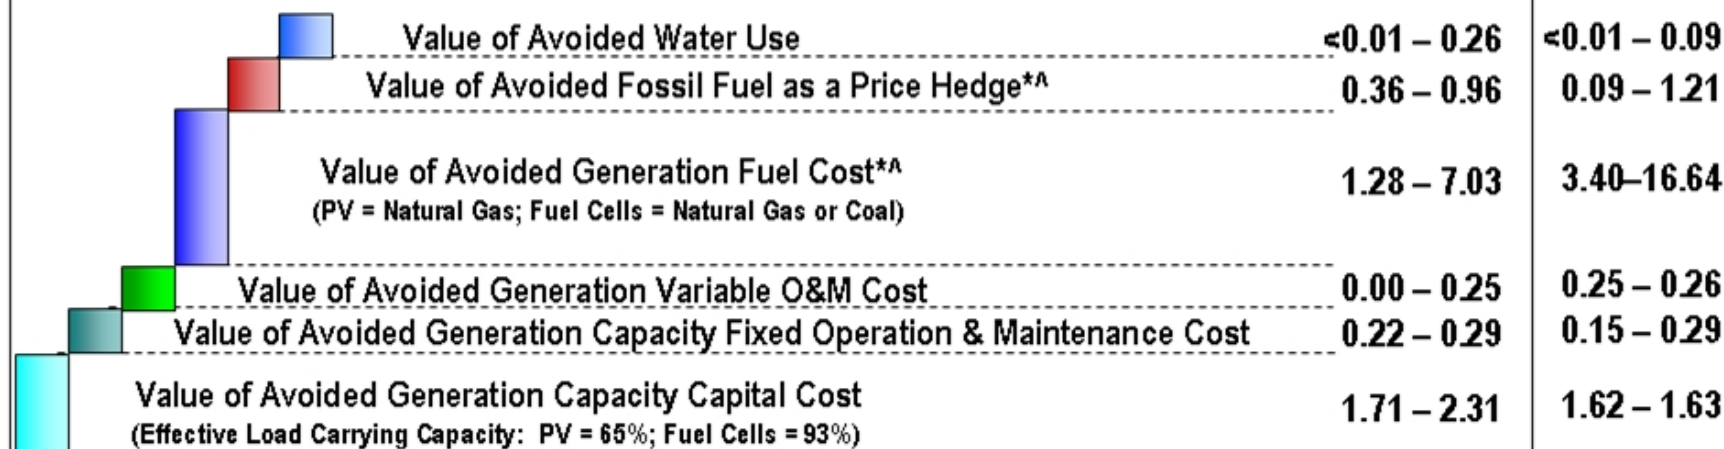 Value of Avoided Water Use <0.01 – 0.26 <0.01 – 0.09
Value of Avoided Fossil Fuel as a Price Hedge*^ 0.36 – 0.96 0.09 – 1.21
Value of Avoided Generation Fuel Cost*^ 1.28 – 7.03 3.40–16.64
(PV = Natural Gas; Fuel Cells = Natural Gas or Coal)
Value of Avoided Generation Variable O&M Cost 0.00 – 0.25 0.25 – 0.26
Value of Avoided Generation Capacity Fixed Operation & Maintenance Cost 0.22 – 0.29 0.15 – 0.29
Value of Avoided Generation Capacity Capital Cost 1.71 – 2.31 1.62 – 1.63
(Effective Load Carrying Capacity: PV = 65%; Fuel Cells = 93%)